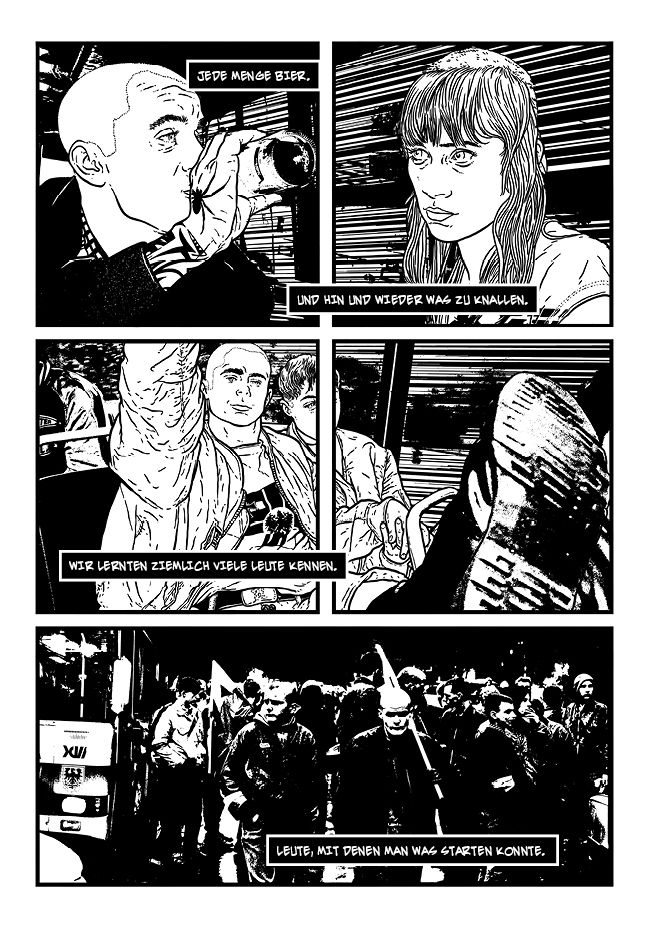 JEDE MENGE BIER.
UND HIN UND WIEDER WAS ZU KNALLEN.
WIR LERNTEN ZIEMLICH VIELE LEUTE KENNEN.
XVI
LEUTE, MIT DENEN MAN WAS STARTEN KONNTE.